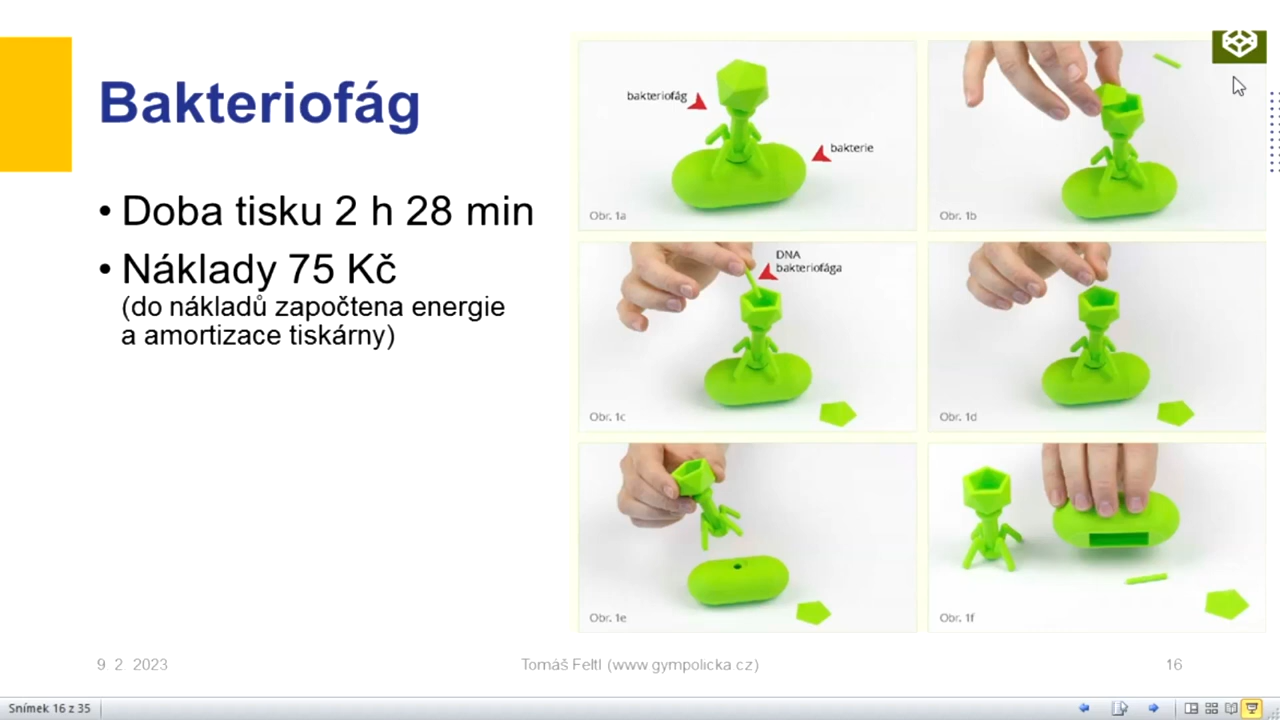 Bakteriofág
• Doba tisku 2 h 28 min
• Náklady 75 Kč
(do nákladů započtena energie
a amortizace tiskárny)
bakteriofág
bakterie
Obr. 1a
Obr. 1b
DNA
bakteriofága
Obr. 1c
Obr. 1d
Obr. 1e
Obr. 1f
9 2 2023
Tomáš Feltl (www gympolicka cz)
16
Snímek 16 z 35